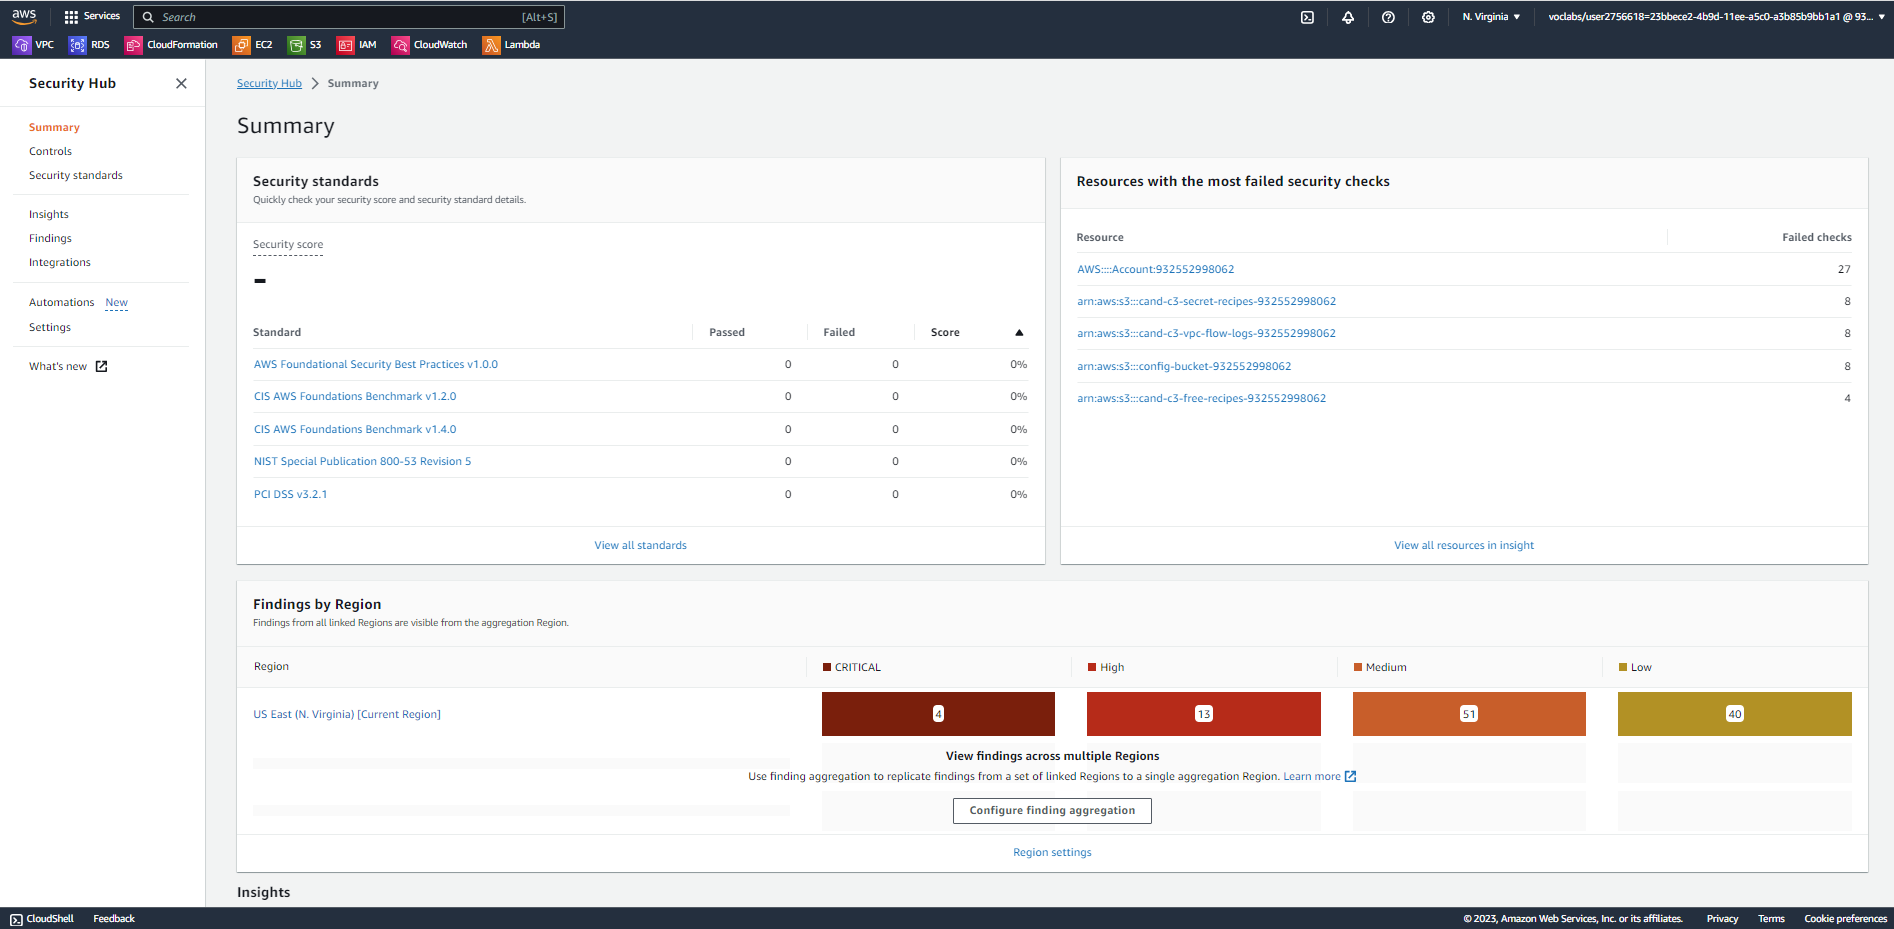 aws Services Search [Alt+S] N. Virginia voclabs/user2756618=23bbece2-4b9d-11ee-a5c0-a3b85b9bb1a1 @ 93...
VPC RDS CloudFormation EC2 S3 IAM CloudWatch Lambda
Security Hub
Summary
Controls
Security standards
Insights
Findings
Integrations
Automations New
Settings
What's new
Security Hub > Summary
Summary
Security standards
Quickly check your security score and security standard details.
Security score
-
Standard Passed Failed Score
AWS Foundational Security Best Practices v1.0.0 0 0 0%
CIS AWS Foundations Benchmark v1.2.0 0 0 0%
CIS AWS Foundations Benchmark v1.4.0 0 0 0%
NIST Special Publication 800-53 Revision 5 0 0 0%
PCI DSS v3.2.1 0 0 0%
View all standards
Resources with the most failed security checks
Resource Failed checks
AWS::::Account:932552998062 27
arn:aws:s3:::cand-c3-secret-recipes-932552998062 8
arn:aws:s3:::cand-c3-vpc-flow-logs-932552998062 8
arn:aws:s3:::config-bucket-932552998062 8
arn:aws:s3:::cand-c3-free-recipes-932552998062 4
View all resources in insight
Findings by Region
Findings from all linked Regions are visible from the aggregation Region.
Region CRITICAL High Medium Low
US East (N. Virginia) [Current Region] 4 13 51 40
View findings across multiple Regions
Use finding aggregation to replicate findings from a set of linked Regions to a single aggregation Region. Learn more
Configure finding aggregation
Region settings
Insights
CloudShell Feedback © 2023, Amazon Web Services, Inc. or its affiliates. Privacy Terms Cookie preferences